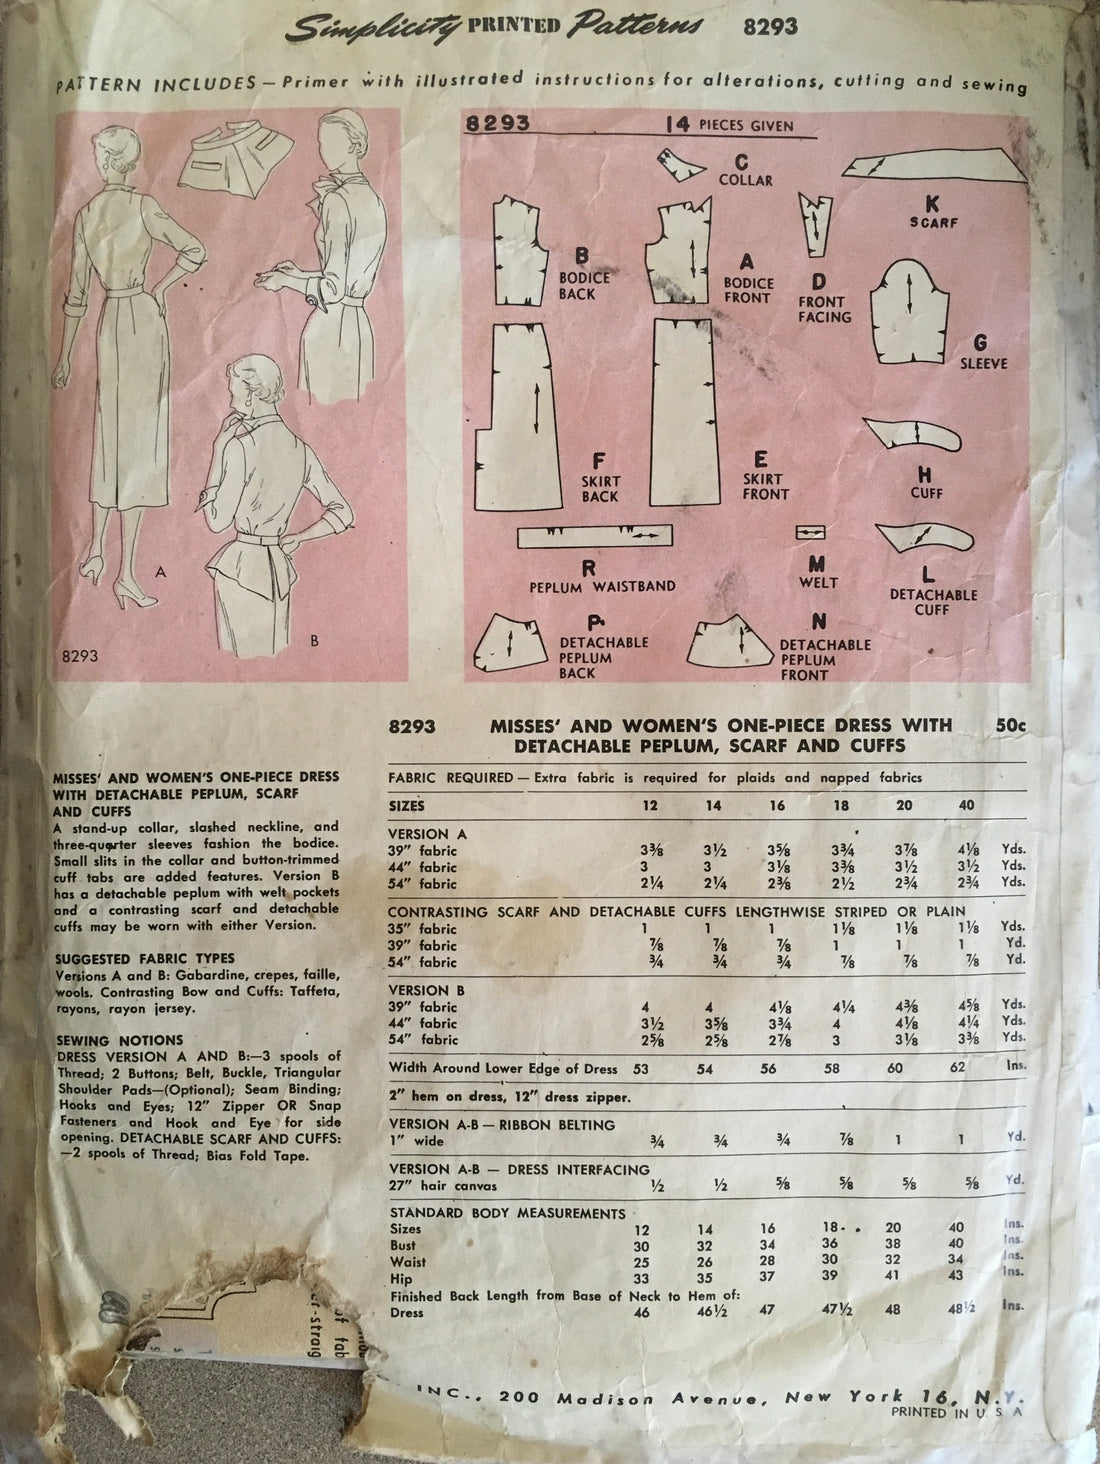 Simplicity PRINTED Patterns 8293
PATTERN INCLUDES — Primer with illustrated instructions for alterations, cutting and sewing
A
B
8293
8293 14 PIECES GIVEN
C
COLLAR
K
SCARF
B
BODICE
BACK
A
BODICE
FRONT
D
FRONT
FACING
G
SLEEVE
F
SKIRT
BACK
E
SKIRT
FRONT
H
CUFF
R
PEPLUM WAISTBAND
M
WELT
L
DETACHABLE
CUFF
P
DETACHABLE
PEPLUM
BACK
N
DETACHABLE
PEPLUM
FRONT
MISSES' AND WOMEN'S ONE-PIECE DRESS
WITH DETACHABLE PEPLUM, SCARF
AND CUFFS
A stand-up collar, slashed neckline, and
three-quarter sleeves fashion the bodice.
Small slits in the collar and button-trimmed
cuff tabs are added features. Version B
has a detachable peplum with welt pockets
and a contrasting scarf and detachable
cuffs may be worn with either Version.
SUGGESTED FABRIC TYPES
Versions A and B: Gabardine, crepes, faille,
wools. Contrasting Bow and Cuffs: Taffeta,
rayons, rayon jersey.
SEWING NOTIONS
DRESS VERSION A AND B:—3 spools of
Thread; 2 Buttons; Belt, Buckle, Triangular
Shoulder Pads—(Optional); Seam Binding;
Hooks and Eyes; 12" Zipper OR Snap
Fasteners and Hook and Eye for side
opening. DETACHABLE SCARF AND CUFFS:
—2 spools of Thread; Bias Fold Tape.
8293 MISSES' AND WOMEN'S ONE-PIECE DRESS WITH 50c
DETACHABLE PEPLUM, SCARF AND CUFFS
FABRIC REQUIRED — Extra fabric is required for plaids and napped fabrics
SIZES 12 14 16 18 20 40
VERSION A
39" fabric 3⅜ 3½ 3⅝ 3¾ 3⅞ 4⅛ Yds.
44" fabric 3 3 3⅛ 3⅜ 3½ 3½ Yds.
54" fabric 2¼ 2¼ 2⅜ 2½ 2¾ 2¾ Yds.
CONTRASTING SCARF AND DETACHABLE CUFFS LENGTHWISE STRIPED OR PLAIN
35" fabric 1 1 1 1⅛ 1⅛ 1⅛ Yds.
39" fabric ⅞ ⅞ ⅞ 1 1 1 Yd.
54" fabric ¾ ¾ ¾ ⅞ ⅞ ⅞ Yd.
VERSION B
39" fabric 4 4 4⅛ 4¼ 4⅜ 4⅝ Yds.
44" fabric 3½ 3⅝ 3¾ 4 4⅛ 4¼ Yds.
54" fabric 2⅝ 2⅝ 2⅞ 3 3⅛ 3⅜ Yds.
Width Around Lower Edge of Dress 53 54 56 58 60 62 Ins.
2" hem on dress, 12" dress zipper.
VERSION A-B — RIBBON BELTING
1" wide ¾ ¾ ¾ ⅞ 1 1 Yd.
VERSION A-B — DRESS INTERFACING
27" hair canvas ½ ½ ⅝ ⅝ ⅝ ⅝ Yd.
STANDARD BODY MEASUREMENTS
Sizes 12 14 16 18 20 40 Ins.
Bust 30 32 34 36 38 40 Ins.
Waist 25 26 28 30 32 34 Ins.
Hip 33 35 37 39 41 43 Ins.
Finished Back Length from Base of Neck to Hem of:
Dress 46 46½ 47 47½ 48 48½ Ins.
INC., 200 Madison Avenue, New York 16, N.Y.
PRINTED IN U S A